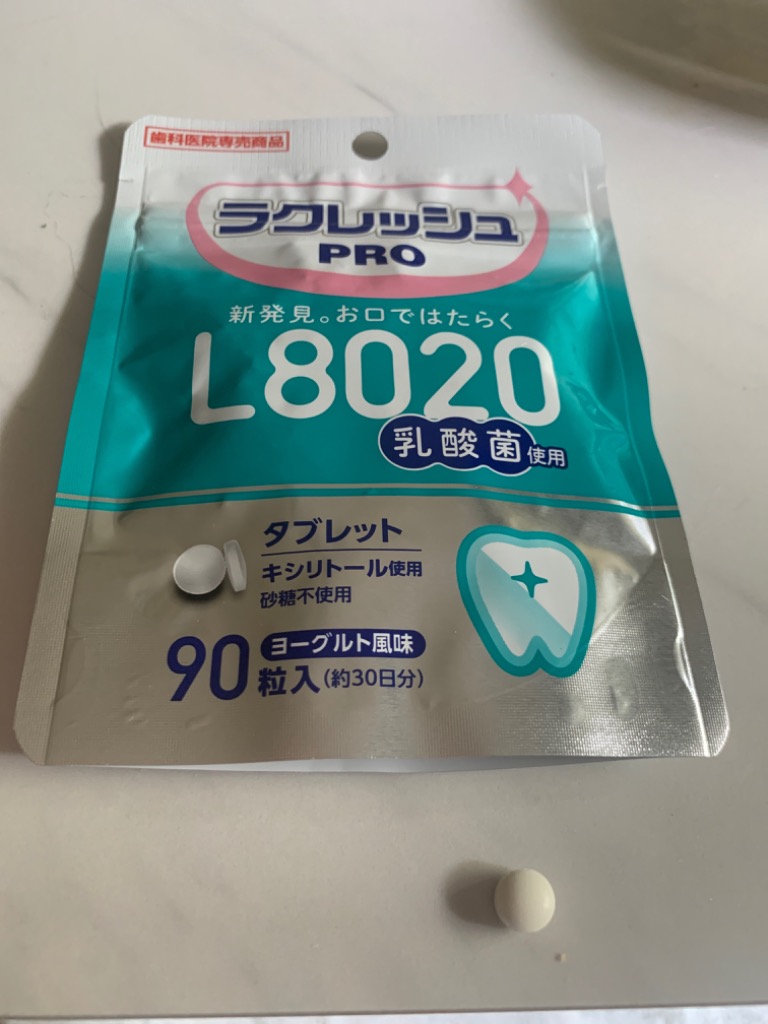 歯科医院専売商品
ラクレッシュ
PRO
新発見。お口ではたらく
L8020
乳酸菌使用
タブレット
キシリトール使用
砂糖不使用
90粒入(約30日分)
ヨーグルト風味